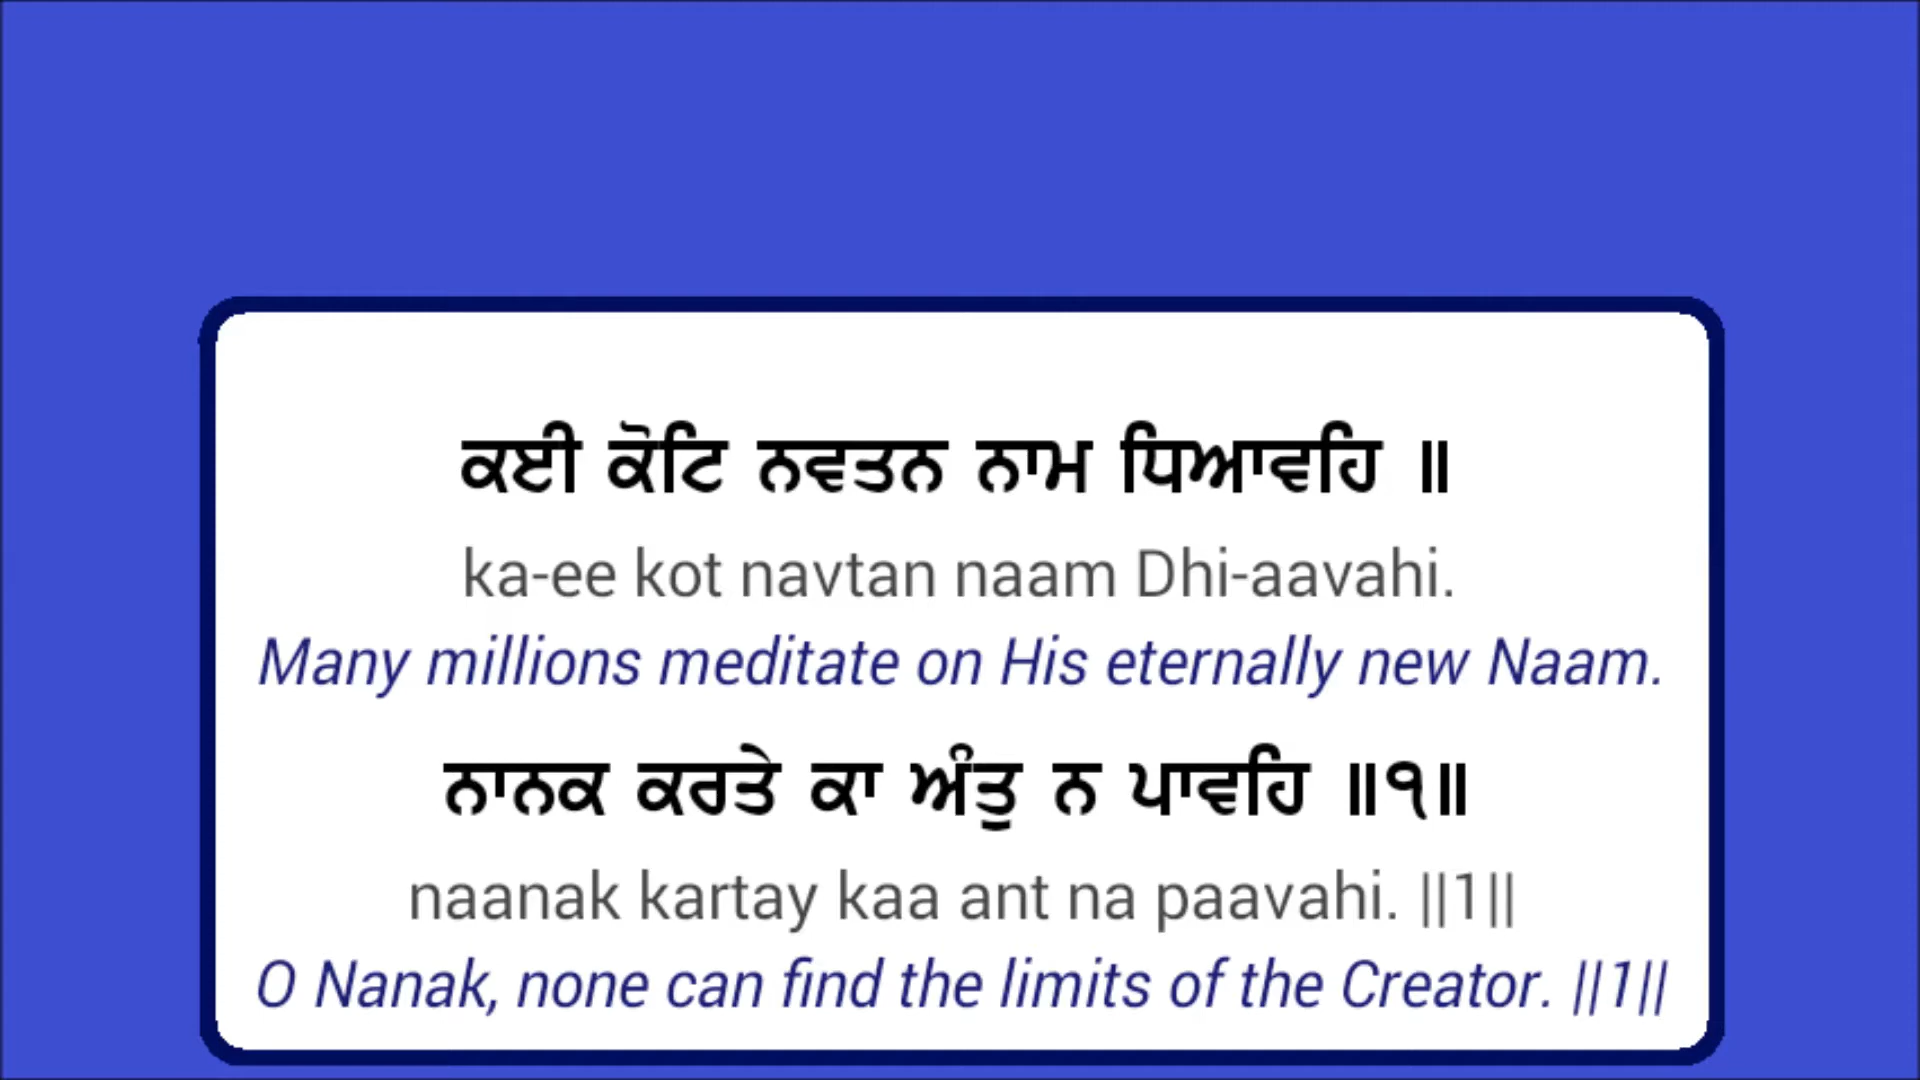 ਕਈ ਕੋਟਿ ਨਵਤਨ ਨਾਮ ਧਿਆਵਹਿ ॥
ka-ee kot navtan naam Dhi-aavahi.
Many millions meditate on His eternally new Naam.
ਨਾਨਕ ਕਰਤੇ ਕਾ ਅੰਤੁ ਨ ਪਾਵਹਿ ॥੧॥
naanak kartay kaa ant na paavahi. ||1||
O Nanak, none can find the limits of the Creator. ||1||